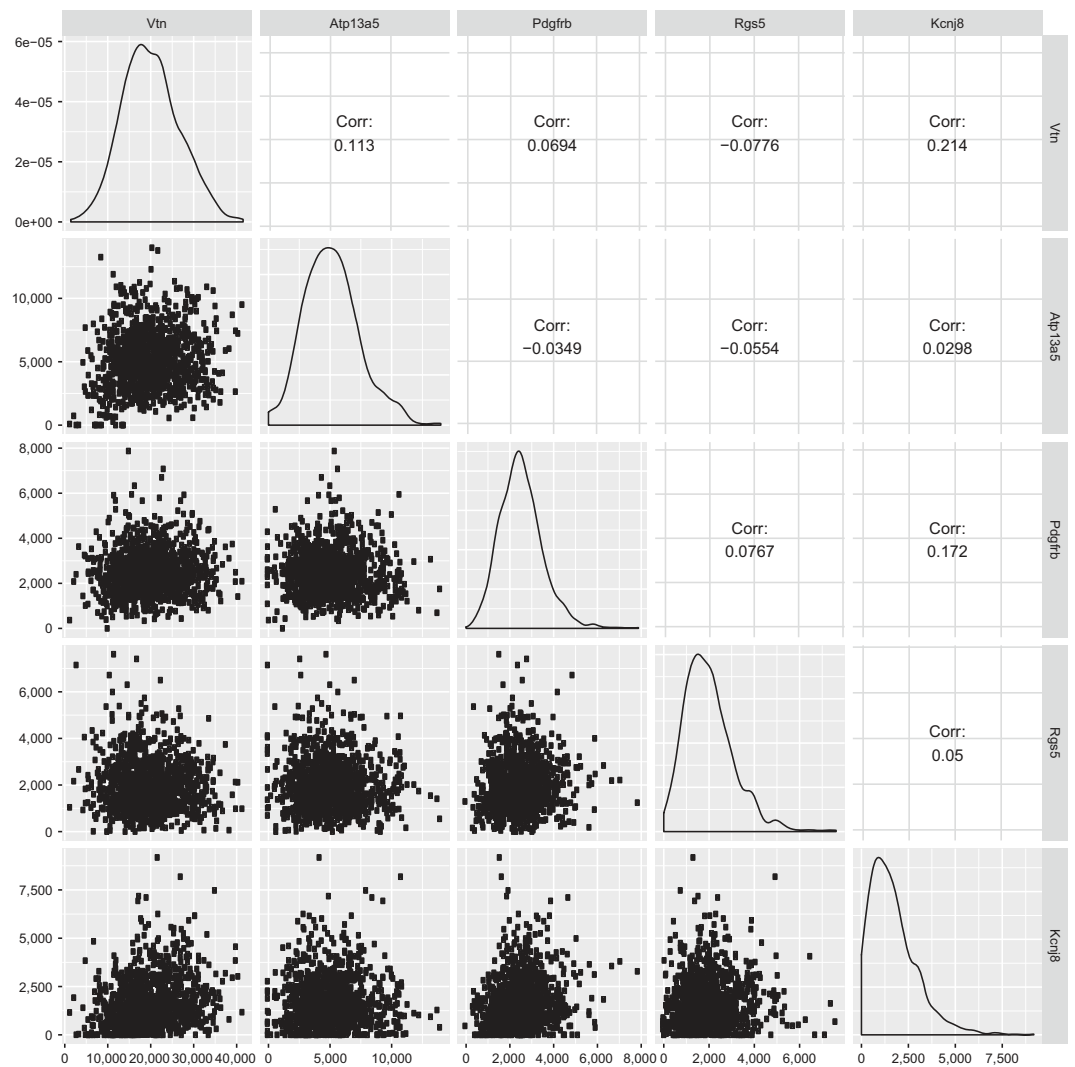 Vtn Atp13a5 Pdgfrb Rgs5 Kcnj8
6e−05
4e−05
2e−05
0e+00
Corr:
0.113
Corr:
0.0694
Corr:
−0.0776
Corr:
0.214
Vtn
10,000
5,000
0
Corr:
−0.0349
Corr:
−0.0554
Corr:
0.0298
Atp13a5
8,000
6,000
4,000
2,000
0
Corr:
0.0767
Corr:
0.172
Pdgfrb
6,000
4,000
2,000
0
Corr:
0.05
Rgs5
7,500
5,000
2,500
0
Kcnj8
0 10,000 20,000 30,000 40,000 0 5,000 10,000 0 2,000 4,000 6,000 8,000 0 2,000 4,000 6,000 0 2,500 5,000 7,500